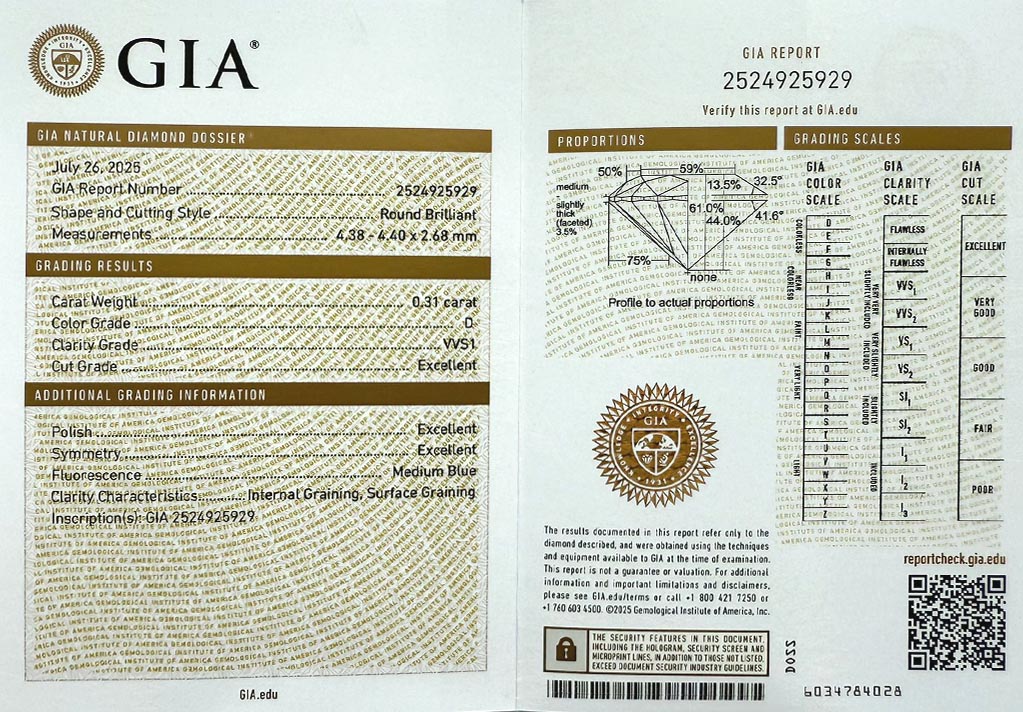 GIA®
GIA NATURAL DIAMOND DOSSIER®
July 26, 2025
GIA Report Number 2524925929
Shape and Cutting Style Round Brilliant
Measurements 4.38 - 4.40 x 2.68 mm
GRADING RESULTS
Carat Weight 0.31 carat
Color Grade D
Clarity Grade VVS1
Cut Grade Excellent
ADDITIONAL GRADING INFORMATION
Polish Excellent
Symmetry Excellent
Fluorescence Medium Blue
Clarity Characteristics Internal Graining, Surface Graining
Inscription(s): GIA 2524925929
GIA.edu
GIA REPORT
2524925929
Verify this report at GIA.edu
PROPORTIONS
50%
59%
medium
-
slightly
thick
(faceted)
3.5%
13.5%
32.5°
61.0%
44.0%
41.6°
75%
none
Profile to actual proportions
INTEGRITY
GIA
1931
The results documented in this report refer only to the
diamond described, and were obtained using the techniques
and equipment available to GIA at the time of examination.
This report is not a guarantee or valuation. For additional
information and important limitations and disclaimers,
please see GIA.edu/terms or call +1 800 421 7250 or
+1 760 603 4500. ©2025 Gemological Institute of America, Inc.
THE SECURITY FEATURES IN THIS DOCUMENT,
INCLUDING THE HOLOGRAM, SECURITY SCREEN AND
MICROPRINT LINES, IN ADDITION TO THOSE NOT LISTED,
EXCEED DOCUMENT SECURITY INDUSTRY GUIDELINES.
GRADING SCALES
GIA
COLOR
SCALE
COLORLESS
D
E
F
NEAR COLORLESS
G
H
I
J
FAINT
K
L
M
VERY LIGHT
N
O
P
Q
R
LIGHT
S
T
U
V
W
X
Y
Z
GIA
CLARITY
SCALE
FLAWLESS
INTERNALLY
FLAWLESS
VERY VERY
SLIGHTLY INCLUDED
VVS1
VVS2
VERY SLIGHTLY
INCLUDED
VS1
VS2
SLIGHTLY
INCLUDED
SI1
SI2
INCLUDED
I1
I2
I3
GIA
CUT
SCALE
EXCELLENT
VERY
GOOD
GOOD
FAIR
POOR
reportcheck.gia.edu
6034784028